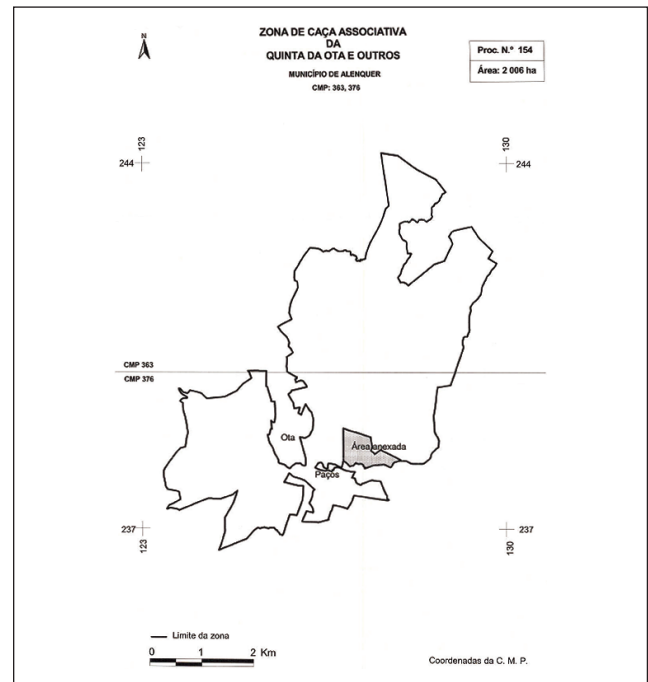 N
ZONA DE CAÇA ASSOCIATIVA
DA
QUINTA DA OTA E OUTROS
MUNICÍPIO DE ALENQUER
CMP: 363, 376
Proc. N.º 154
Área: 2 006 ha
123
130
244
244
CMP 363
CMP 376
Ota
Área anexada
Paços
237
237
123
130
Limite da zona
0 1 2 Km
Coordenadas da C. M. P.